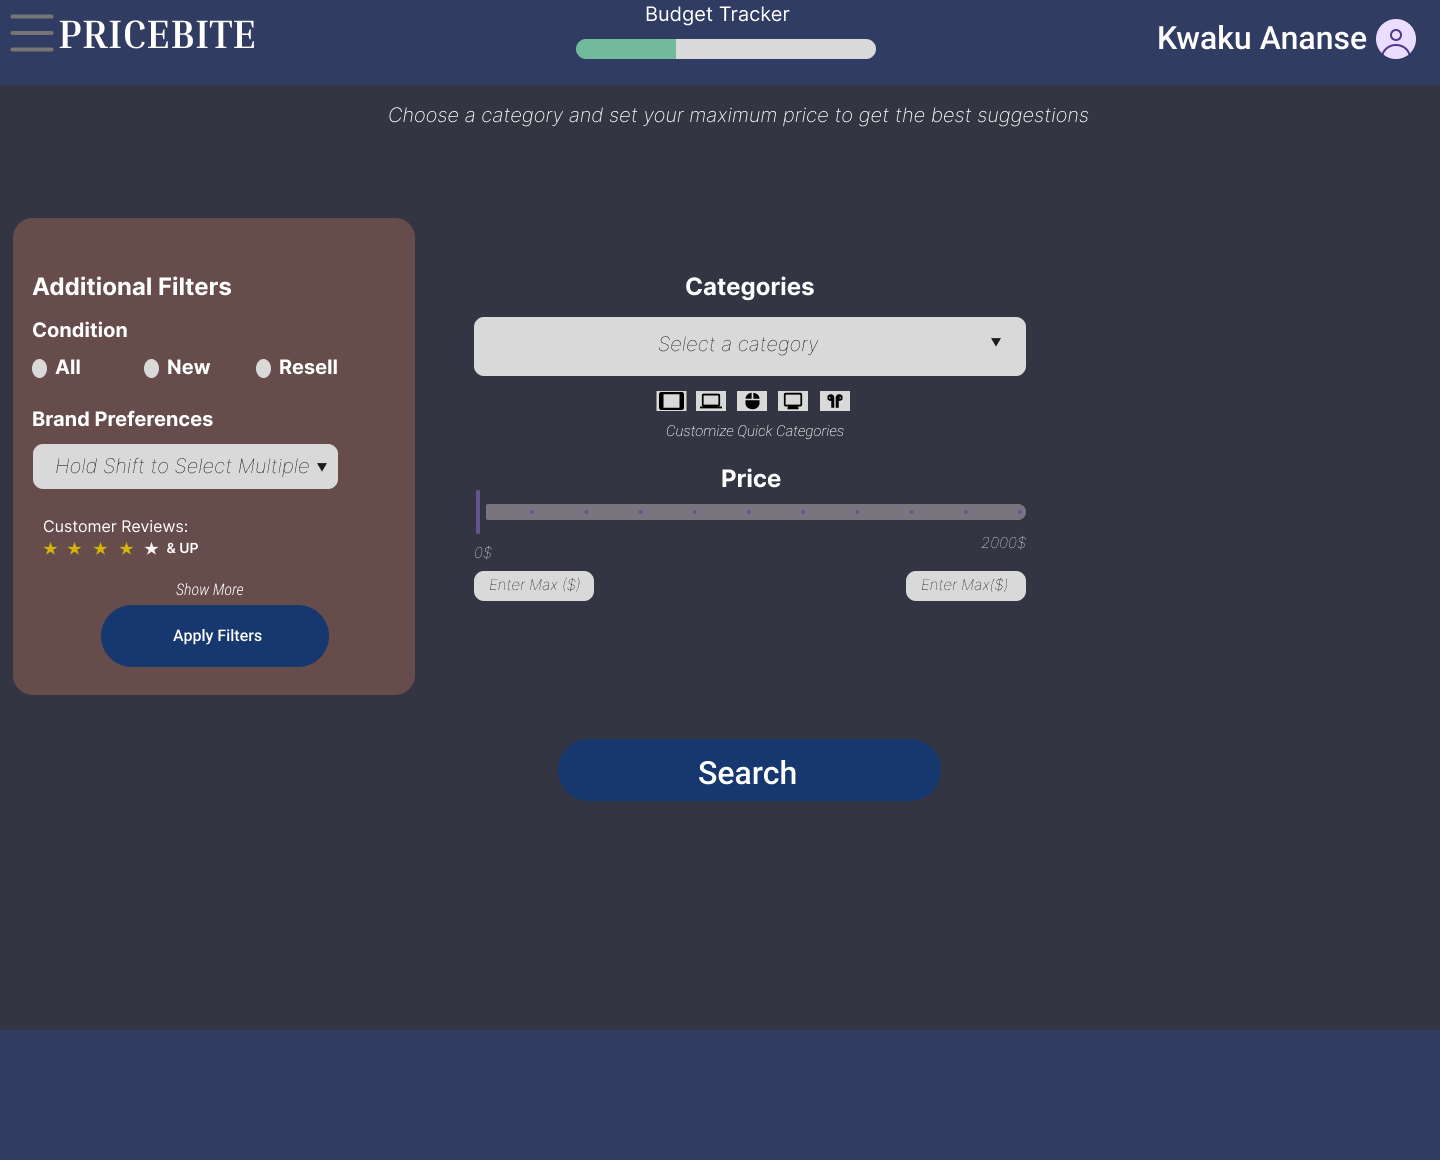 PRICEBITE
Budget Tracker
Kwaku Ananse
Choose a category and set your maximum price to get the best suggestions
Additional Filters
Condition
All New Resell
Brand Preferences
Hold Shift to Select Multiple
Customer Reviews:
& UP
Show More
Apply Filters
Categories
Select a category
Customize Quick Categories
Price
0$
2000$
Enter Max ($)
Enter Max($)
Search